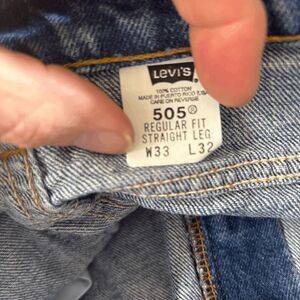 LEVI'S
100% COTTON
MADE IN PUERTO RICO U.S.A
CARE ON REVERSE
505®
REGULAR FIT
STRAIGHT LEG
W33 L32